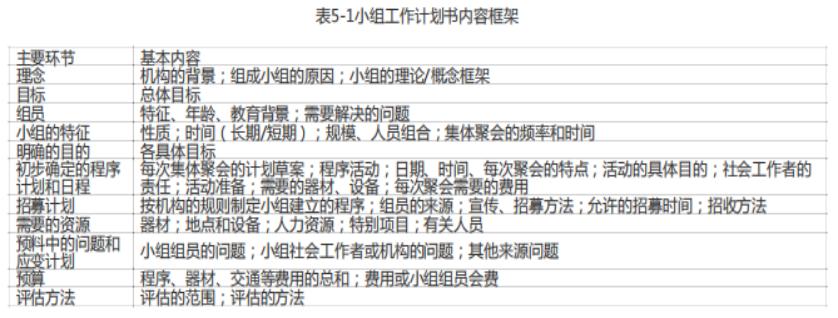 表5-1小组工作计划书内容框架
主要环节 基本内容
理念 机构的背景；组成小组的原因；小组的理论/概念框架
目标 总体目标
组员 特征、年龄、教育背景；需要解决的问题
小组的特征 性质；时间（长期/短期）；规模、人员组合；集体聚会的频率和时间
明确的目的 各具体目标
初步确定的程序 每次集体聚会的计划草案；程序活动；日期、时间、每次聚会的特点；活动的具体目的；社会工作者的
计划和日程 责任；活动准备；需要的器材、设备；每次聚会需要的费用
招募计划 按机构的规则制定小组建立的程序；组员的来源；宣传、招募方法；允许的招募时间；招收方法
需要的资源 器材；地点和设备；人力资源；特别项目；有关人员
预料中的问题和
应变计划 小组组员的问题；小组社会工作者或机构的问题；其他来源问题
预算 程序、器材、交通等费用的总和；费用或小组组员会费
评估方法 评估的范围；评估的方法